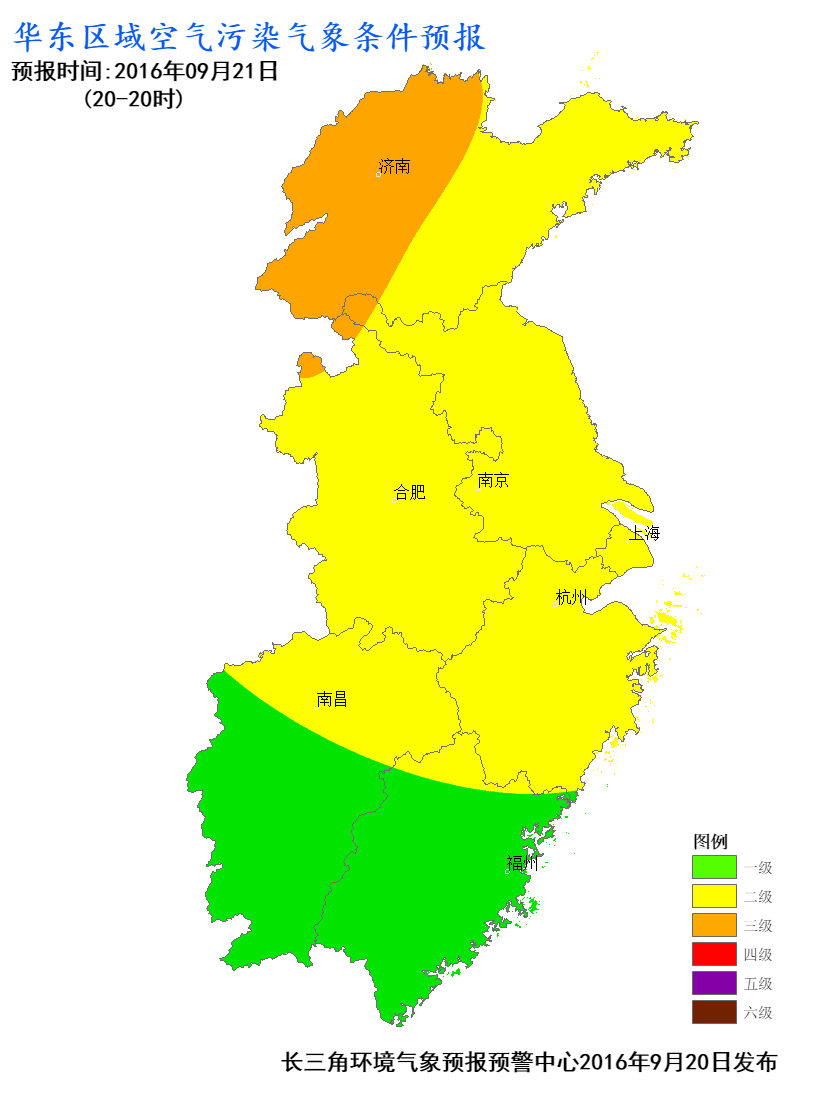 华东区域空气污染气象条件预报
预报时间:2016年09月21日
(20-20时)
济南
南京
合肥
上海
杭州
南昌
福州
图例
一级
二级
三级
四级
五级
六级
长三角环境气象预报预警中心2016年9月20日发布